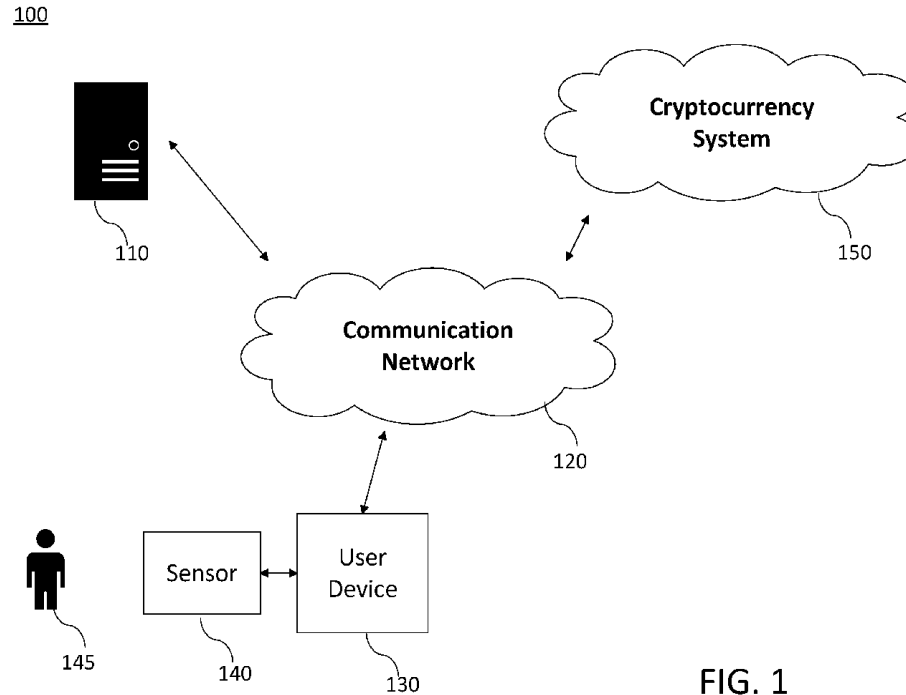 100
Cryptocurrency
System
110
150
Communication
Network
120
Sensor
User
Device
145
140
130
FIG. 1